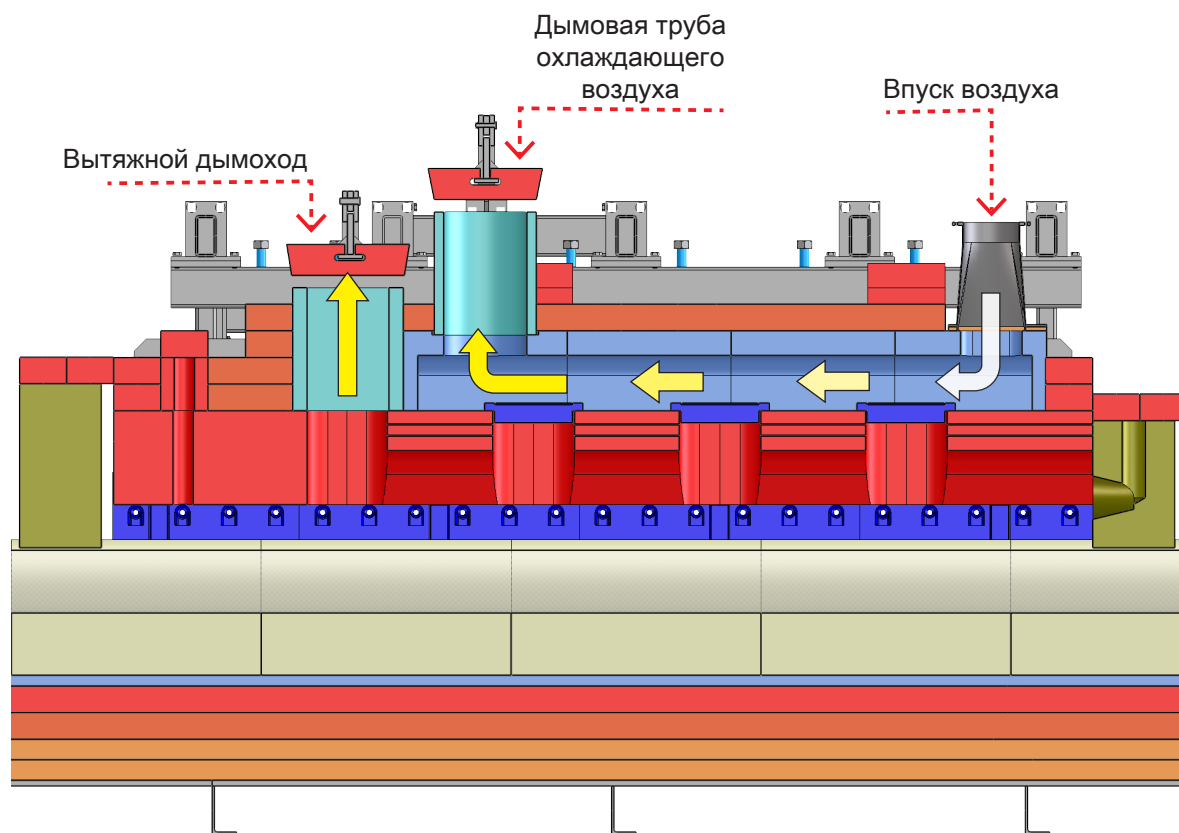 Дымовая труба
охлаждающего
воздуха
Впуск воздуха
Вытяжной дымоход